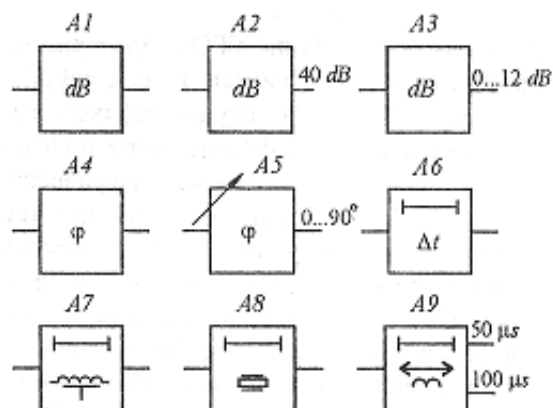 A1 A2 A3
dB dB 40 dB dB 0...12 dB
A4 A5 A6
φ φ 0...90° Δt
A7 A8 A9
50 μs
100 μs